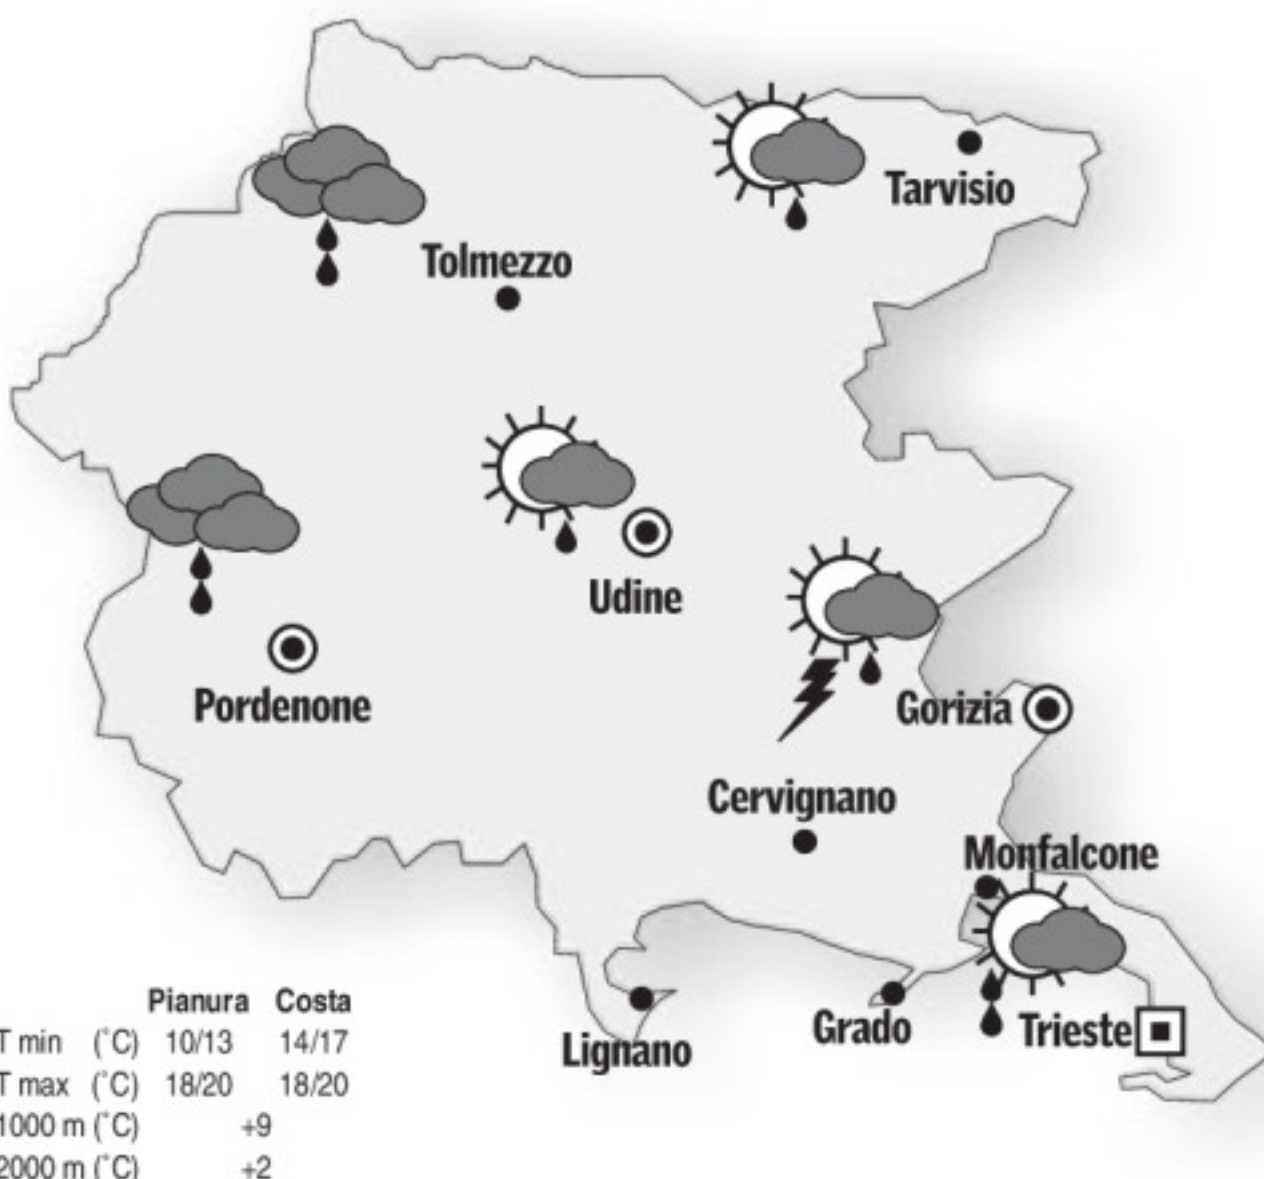 Tarvisio
Tolmezzo
Udine
Pordenone
Gorizia
Cervignano
Monfalcone
Lignano
Grado
Trieste
Pianura Costa
T min (°C) 10/13 14/17
T max (°C) 18/20 18/20
1000 m (°C) +9
2000 m (°C) +2